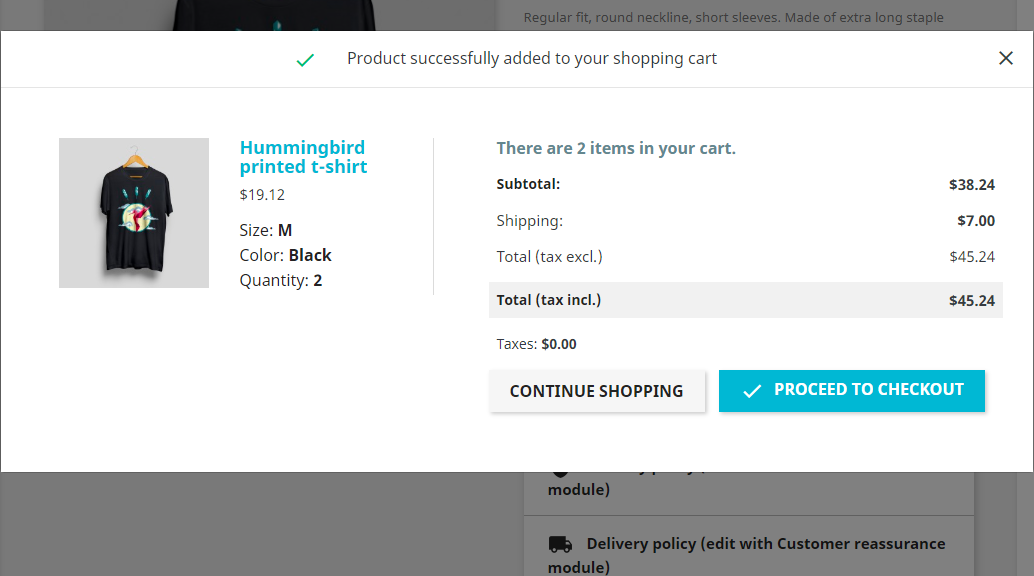 Regular fit, round neckline, short sleeves. Made of extra long staple
Product successfully added to your shopping cart
Hummingbird
printed t-shirt
$19.12
Size: M
Color: Black
Quantity: 2
There are 2 items in your cart.
Subtotal: $38.24
Shipping: $7.00
Total (tax excl.) $45.24
Total (tax incl.) $45.24
Taxes: $0.00
CONTINUE SHOPPING
PROCEED TO CHECKOUT
module)
Delivery policy (edit with Customer reassurance
module)